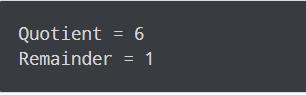 Quotient = 6
Remainder = 1